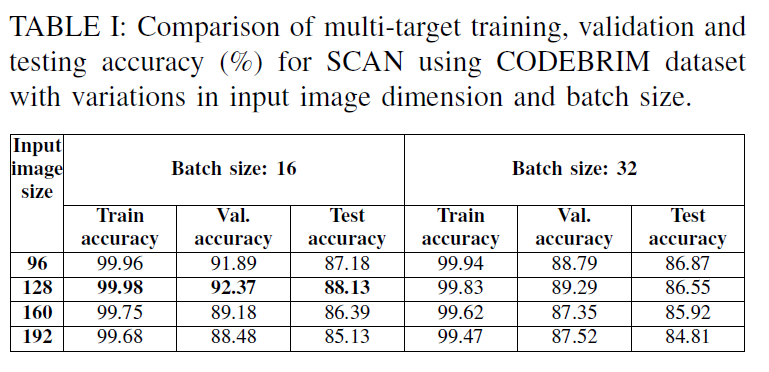 TABLE I: Comparison of multi-target training, validation and
testing accuracy (%) for SCAN using CODEBRIM dataset
with variations in input image dimension and batch size.
Input image size Batch size: 16 Batch size: 32
Train accuracy Val. accuracy Test accuracy Train accuracy Val. accuracy Test accuracy
96 99.96 91.89 87.18 99.94 88.79 86.87
128 99.98 92.37 88.13 99.83 89.29 86.55
160 99.75 89.18 86.39 99.62 87.35 85.92
192 99.68 88.48 85.13 99.47 87.52 84.81